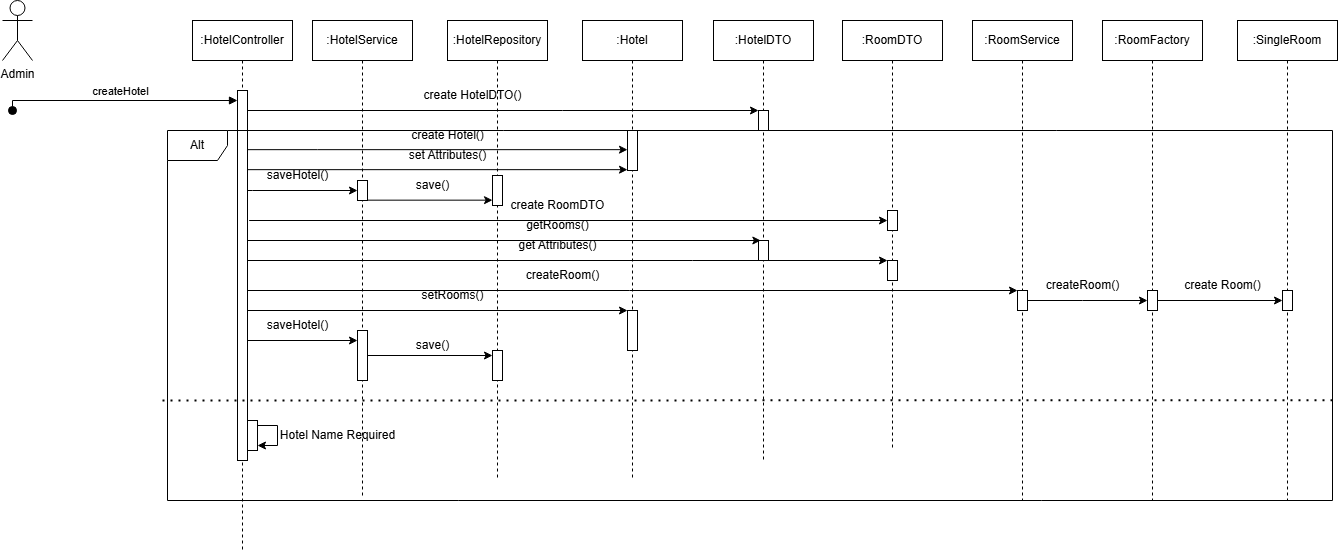 :HotelController
:HotelService
:HotelRepository
:Hotel
:HotelDTO
:RoomDTO
:RoomService
:RoomFactory
:SingleRoom
Admin
createHotel
create HotelDTO()
Alt
create Hotel()
set Attributes()
saveHotel()
save()
create RoomDTO
getRooms()
get Attributes()
createRoom()
createRoom()
create Room()
setRooms()
saveHotel()
save()
Hotel Name Required